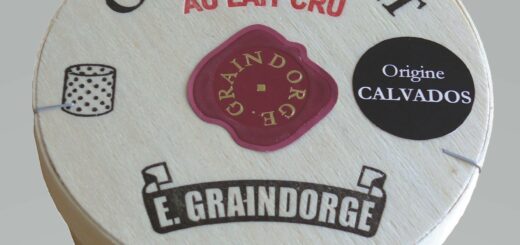 AU LAIT CRU
E. GRAINDORGE.
Origine
CALVADOS
E. GRAINDORGE